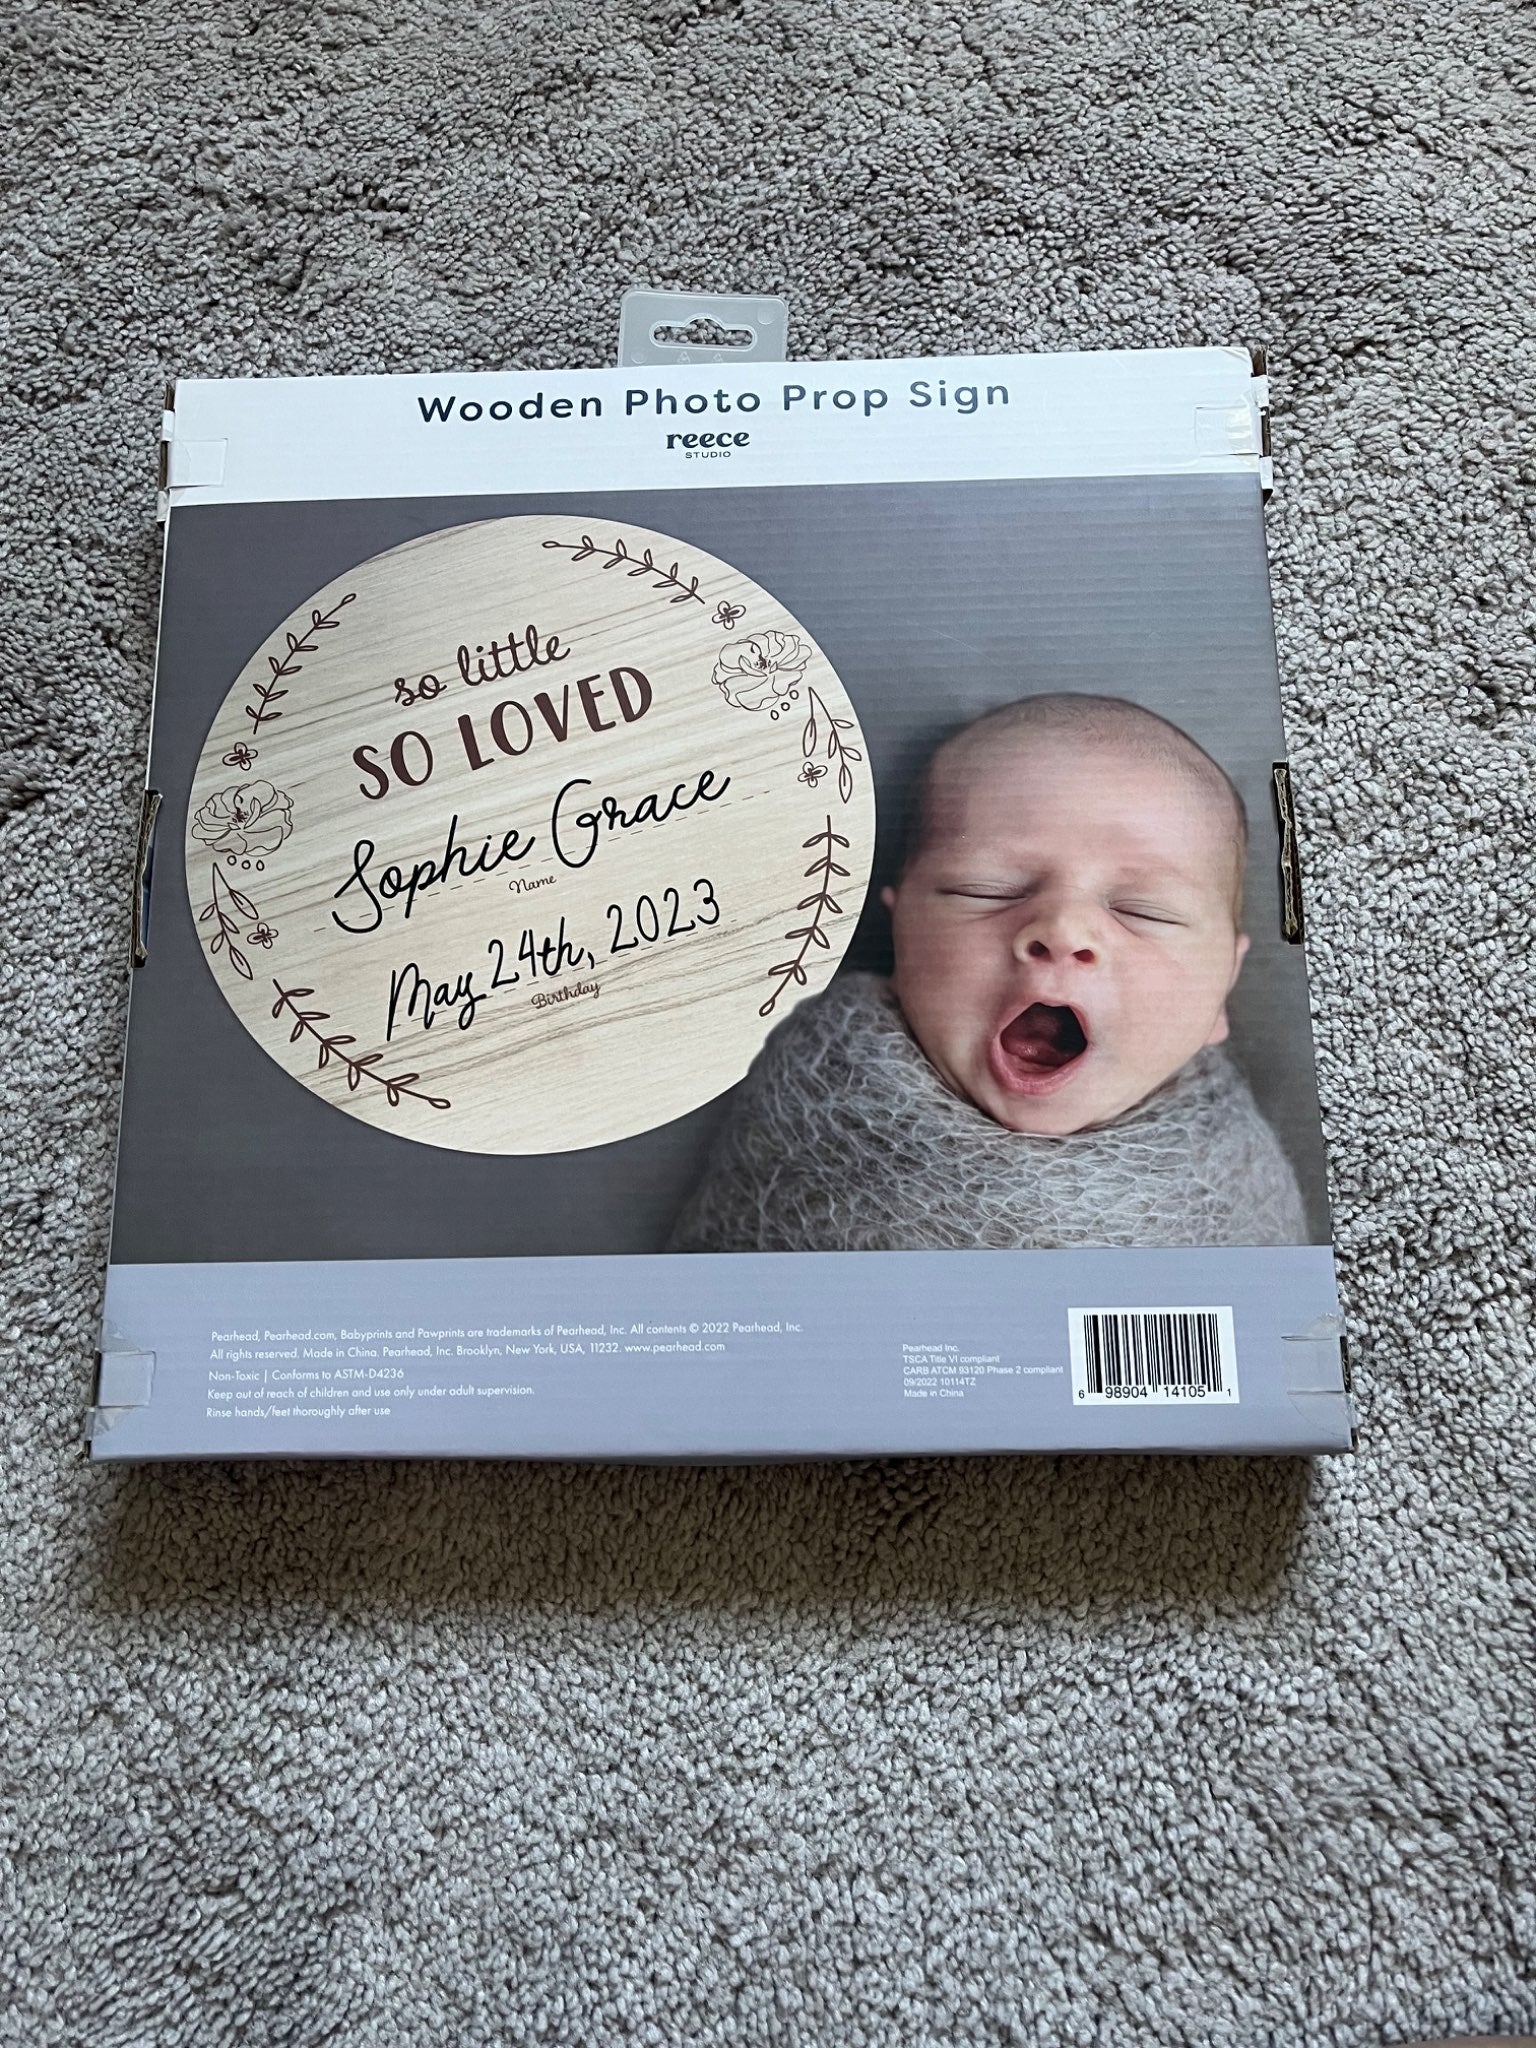 Wooden Photo Prop Sign
reece
STUDIO
so little
SO LOVED
Sophie Grace
Name
May 24th, 2023
Birthday
Pearhead, Pearhead.com, Babyprints and Pawprints are trademarks of Pearhead, Inc. All contents © 2022 Pearhead, Inc.
All rights reserved. Made in China. Pearhead, Inc. Brooklyn, New York, USA, 11232. www.pearhead.com
Non-Toxic | Conforms to ASTM-D4236
Keep out of reach of children and use only under adult supervision.
Rinse hands/feet thoroughly after use
Pearhead Inc.
TSCA Title VI compliant
CARB ATCM 93120 Phase 2 compliant
09/2022 10114TZ
Made in China
6 98904 14105 1